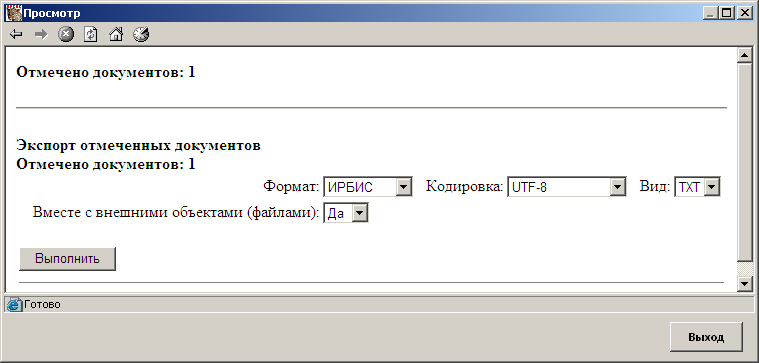 Просмотр
Отмечено документов: 1
Экспорт отмеченных документов
Отмечено документов: 1
Формат: ИРБИС Кодировка: UTF-8 Вид: TXT
Вместе с внешними объектами (файлами): Да
Выполнить
Готово
Выход